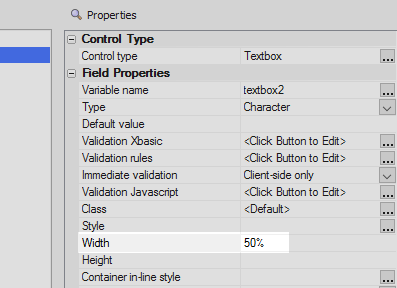 Properties
Control Type
Control type Textbox ...
Field Properties
Variable name textbox2 ...
Type Character
Default value
Validation Xbasic <Click Button to Edit> ...
Validation rules <Click Button to Edit> ...
Immediate validation Client-side only
Validation Javascript <Click Button to Edit> ...
Class <Default> ...
Style ...
Width 50%
Height
Container in-line style ...